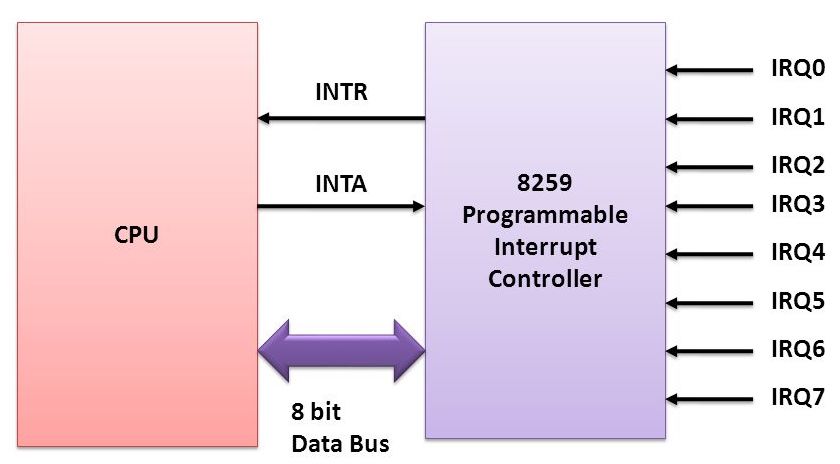 INTR
INTA
CPU
8259
Programmable
Interrupt
Controller
8 bit
Data Bus
IRQ0
IRQ1
IRQ2
IRQ3
IRQ4
IRQ5
IRQ6
IRQ7